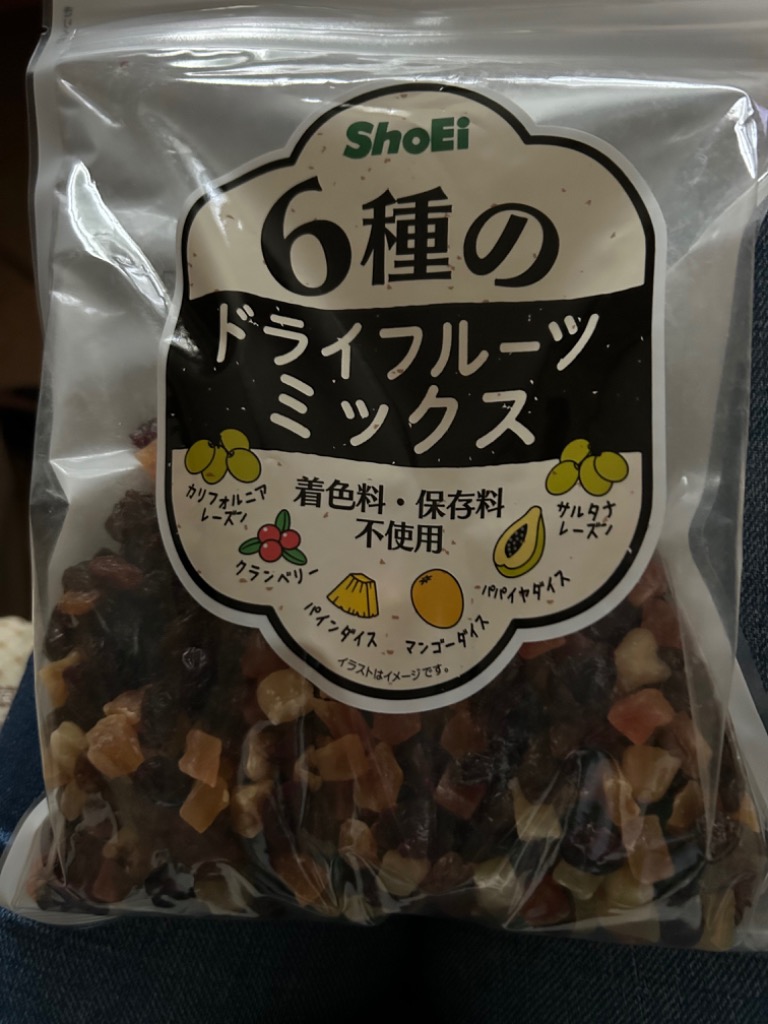 ShoEi
6種の
ドライフルーツ
ミックス
着色料・保存料
不使用
カリフォルニア
レーズン
サルタナ
レーズン
クランベリー
パパイヤダイス
パインダイス
マンゴーダイス
イラストはイメージです。